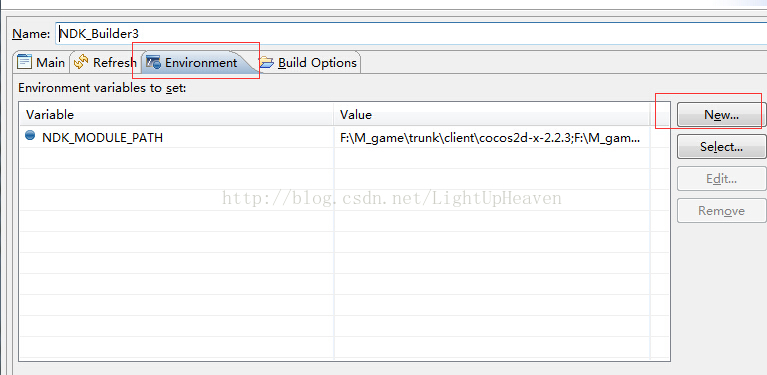 Name: NDK_Builder3
Main Refresh Environment Build Options
Environment variables to set:
Variable Value New...
NDK_MODULE_PATH F:\M_game\trunk\client\cocos2d-x-2.2.3;F:\M_gam...
Select...
Edit...
http://blog.csdn.net/LightUpHeaven
Remove